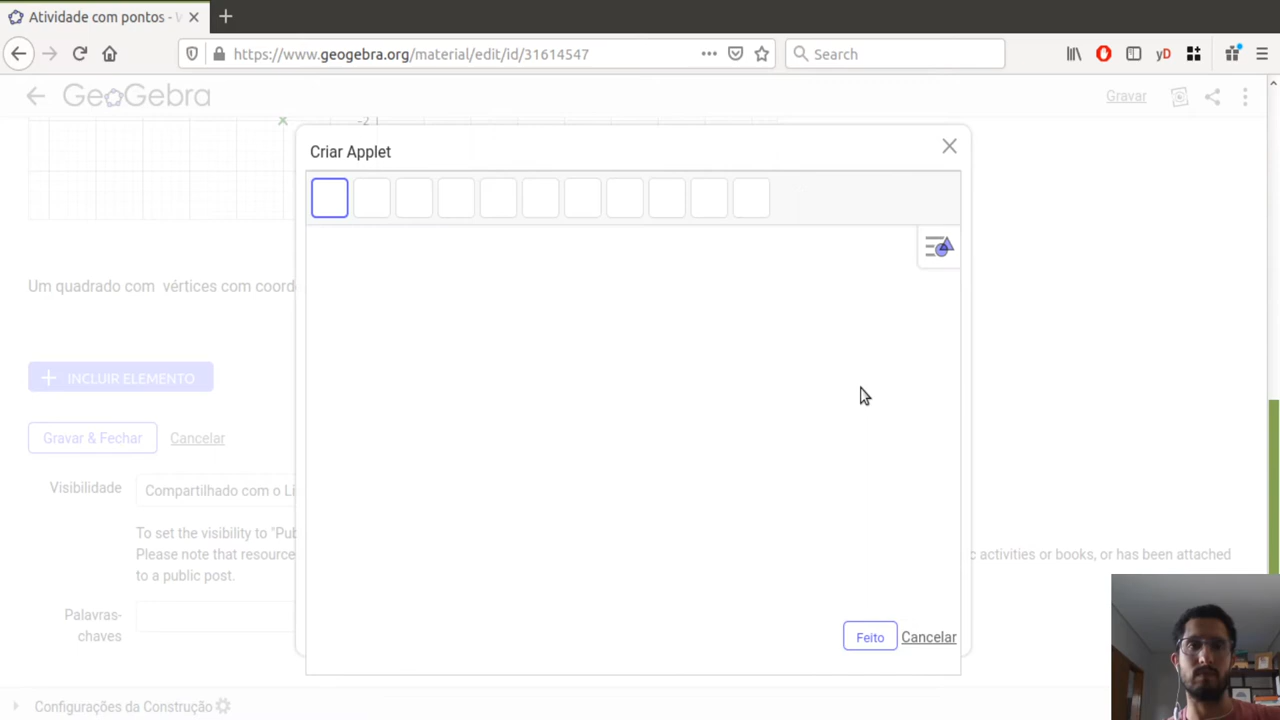 Atividade com pontos - V
https://www.geogebra.org/material/edit/id/31614547
Search
yD
GeoGebra
Gravar
-2
Criar Applet
Um quadrado com vértices com coord
INCLUIR ELEMENTO
Gravar & Fechar
Cancelar
Visibilidade
Compartilhado com o Li
To set the visibility to "Pub
Please note that resource
c activities or books, or has been attached
to a public post.
Palavras-
chaves
Feito
Cancelar
Configurações da Construção